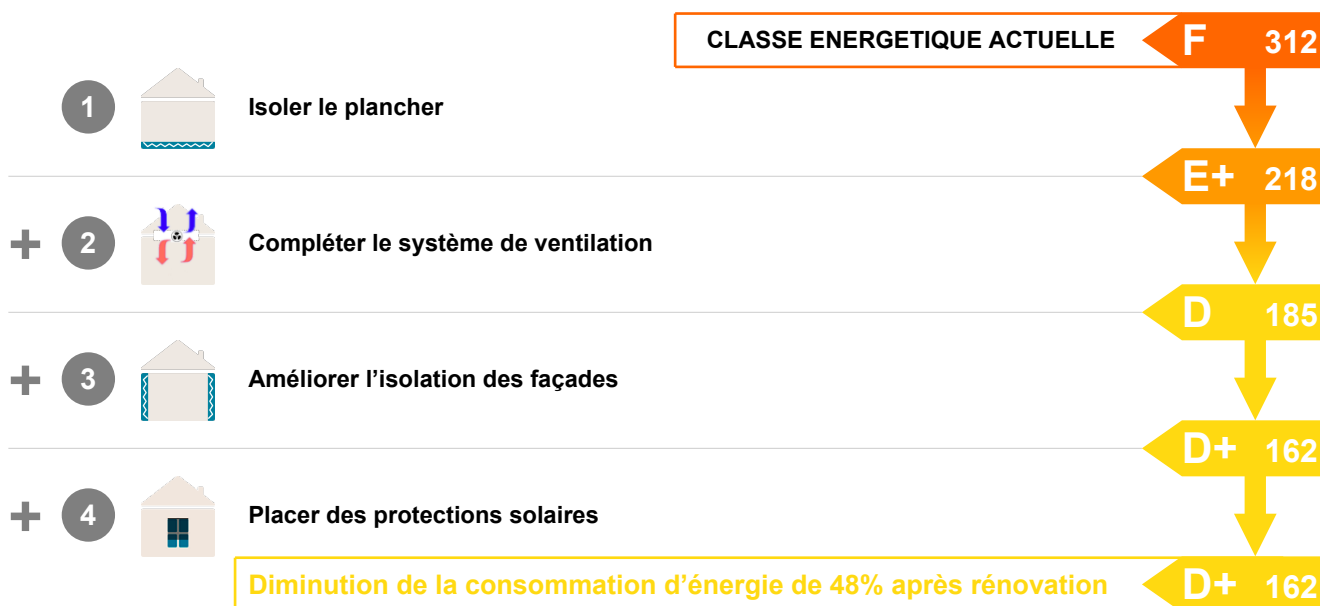 CLASSE ENERGETIQUE ACTUELLE F 312
1 Isoler le plancher
E+ 218
+ 2 Compléter le système de ventilation
D 185
+ 3 Améliorer l’isolation des façades
D+ 162
+ 4 Placer des protections solaires
Diminution de la consommation d’énergie de 48% après rénovation D+ 162